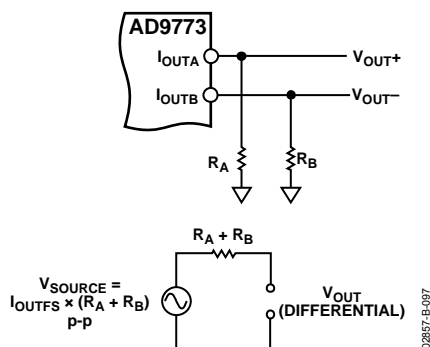 AD9773
IOUTA
VOUT+
IOUTB
VOUT–
RA
RB
RA + RB
VSOURCE =
IOUTFS × (RA + RB)
p-p
VOUT
(DIFFERENTIAL)
02857-B-097